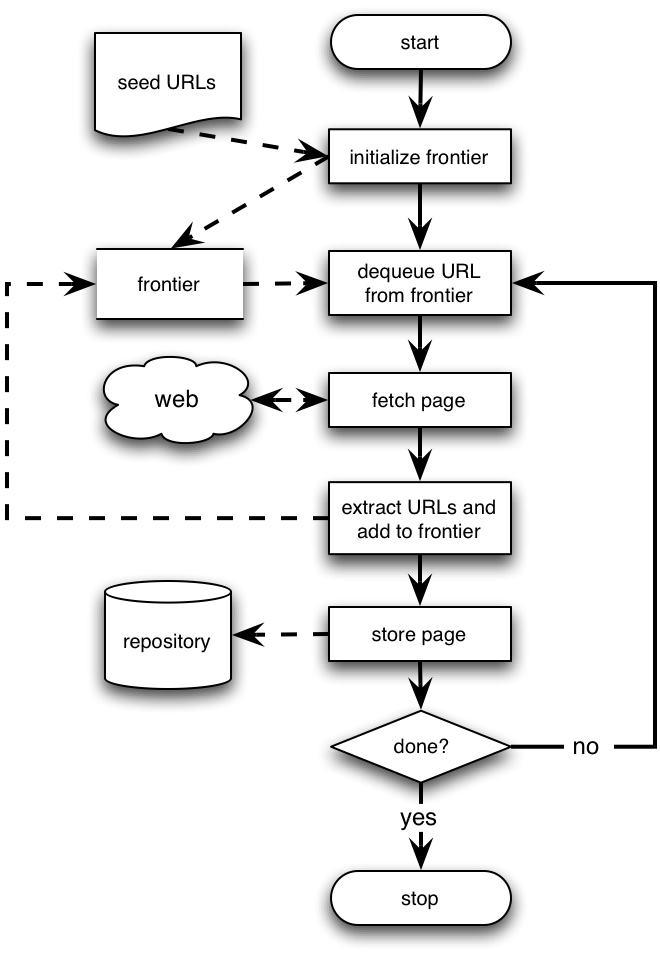 start
seed URLs
initialize frontier
frontier
dequeue URL
from frontier
web
fetch page
extract URLs and
add to frontier
repository
store page
done?
no
yes
stop